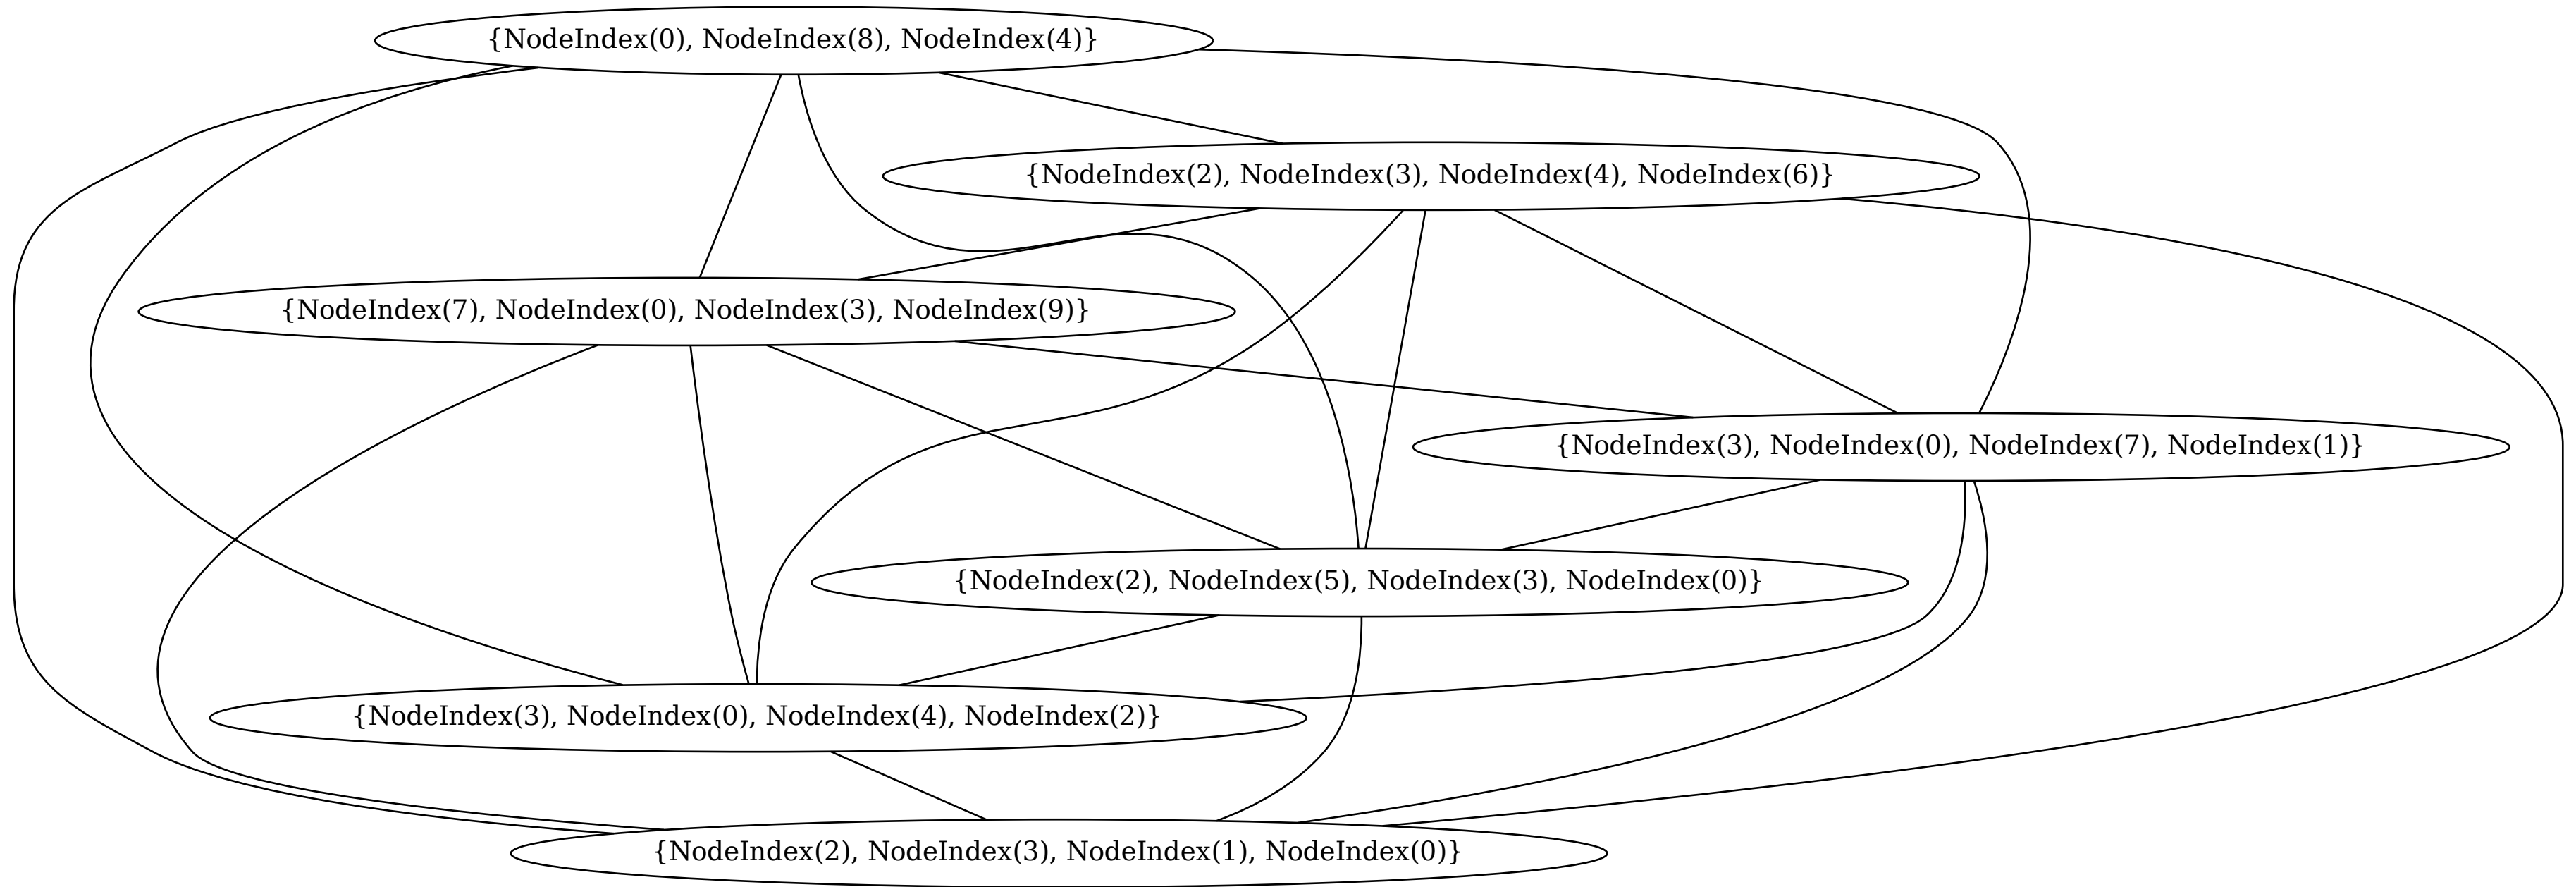 {NodeIndex(0), NodeIndex(8), NodeIndex(4)}
{NodeIndex(2), NodeIndex(3), NodeIndex(4), NodeIndex(6)}
{NodeIndex(7), NodeIndex(0), NodeIndex(3), NodeIndex(9)}
{NodeIndex(3), NodeIndex(0), NodeIndex(7), NodeIndex(1)}
{NodeIndex(2), NodeIndex(5), NodeIndex(3), NodeIndex(0)}
{NodeIndex(3), NodeIndex(0), NodeIndex(4), NodeIndex(2)}
{NodeIndex(2), NodeIndex(3), NodeIndex(1), NodeIndex(0)}